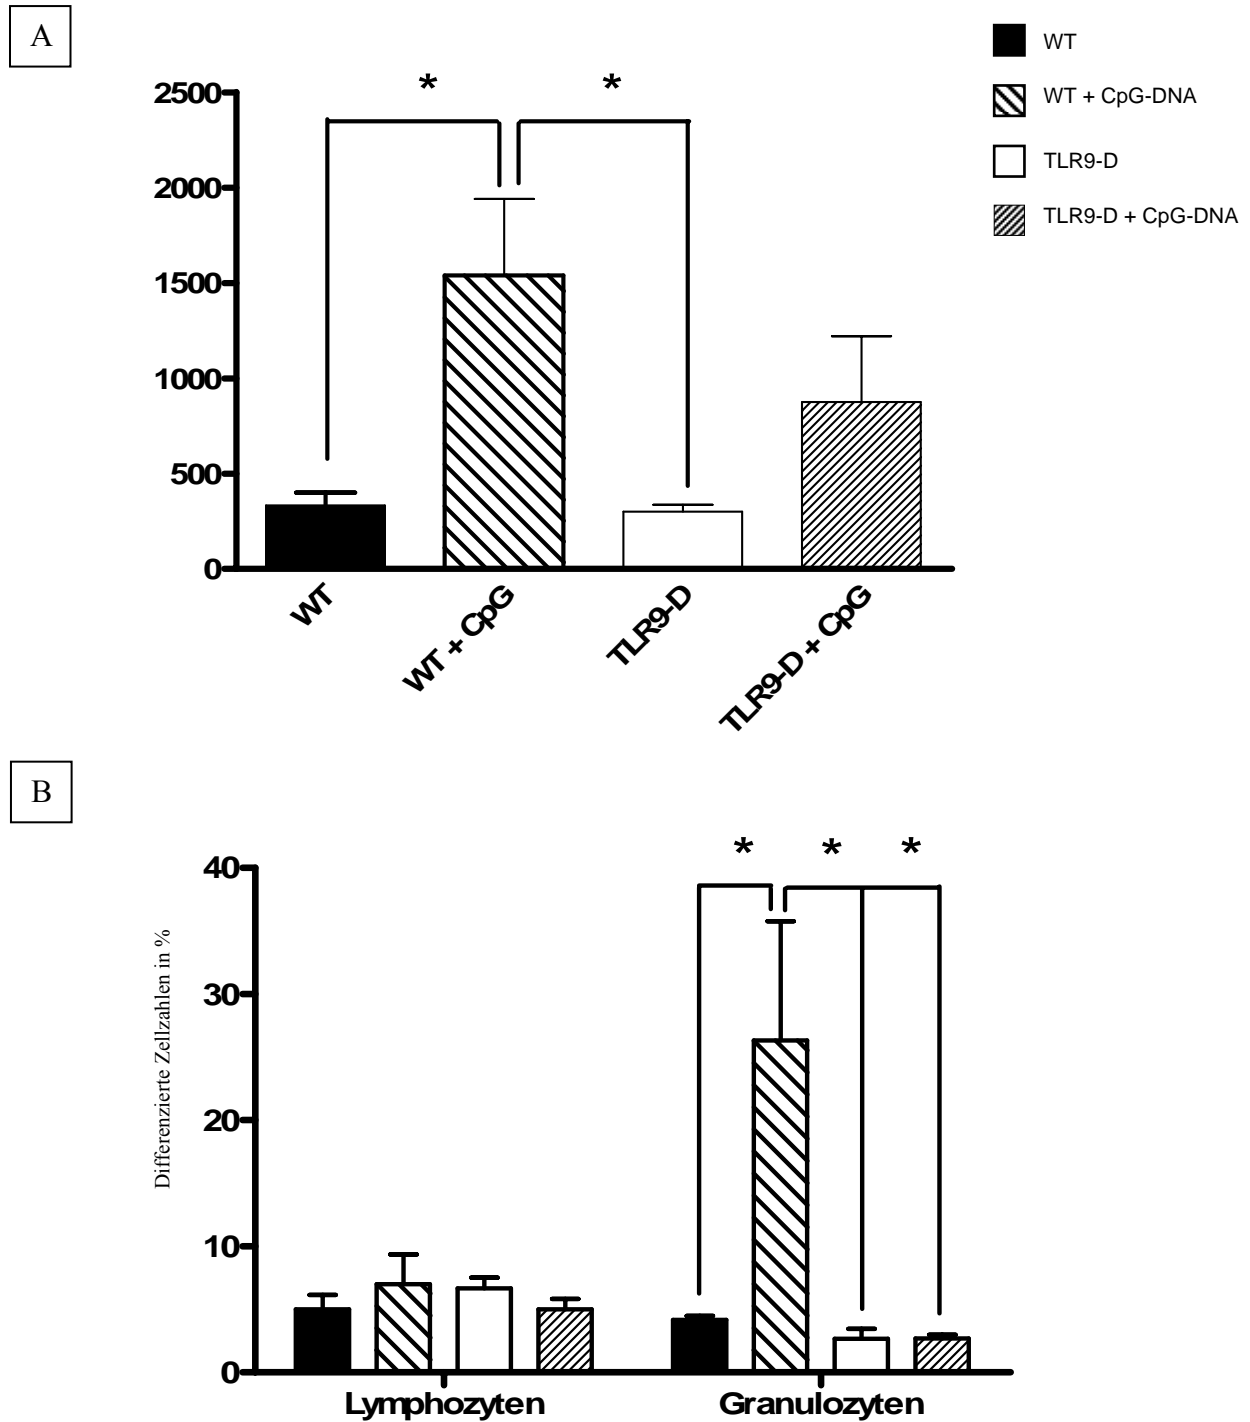 A
WT
WT + CpG-DNA
TLR9-D
TLR9-D + CpG-DNA
* *
2500
2000
1500
1000
500
0
WT
WT + CpG
TLR9-D
TLR9-D + CpG
B
* * *
Differenzierte Zellzahlen in %
40
30
20
10
0
Lymphozyten Granulozyten